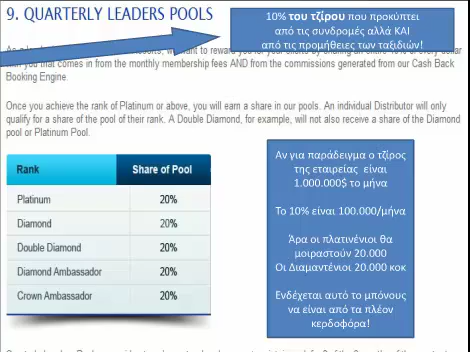 9. QUARTERLY LEADERS POOLS
10% του τζίρου που προκύπτει
από τις συνδρομές αλλά ΚΑΙ
από τις προμήθειες των ταξιδιών!
you that comes in from the monthly membership fees AND from the commissions generated from our Cash Back
Booking Engine
Once you achieve the rank of Platinum or above, you will earn a share in our pools. An individual Distributor will only
qualify for a share of the pool of their rank. A Double Diamond, for example, will not also receive a share of the Diamond
pool or Platinum Pool.
Rank Share of Pool
Platinum 20%
Diamond 20%
Double Diamond 20%
Diamond Ambassador 20%
Crown Ambassador 20%
Αν για παράδειγμα ο τζίρος
της εταιρείας είναι
1.000.000$ το μήνα
Το 10% είναι 100.000/μήνα
Άρα οι πλατινένιοι θα
μοιραστούν 20.000
Οι Διαμαντένιοι 20.000 κοκ
Ενδέχεται αυτό το μπόνους
να είναι από τα πλέον
κερδοφόρα!